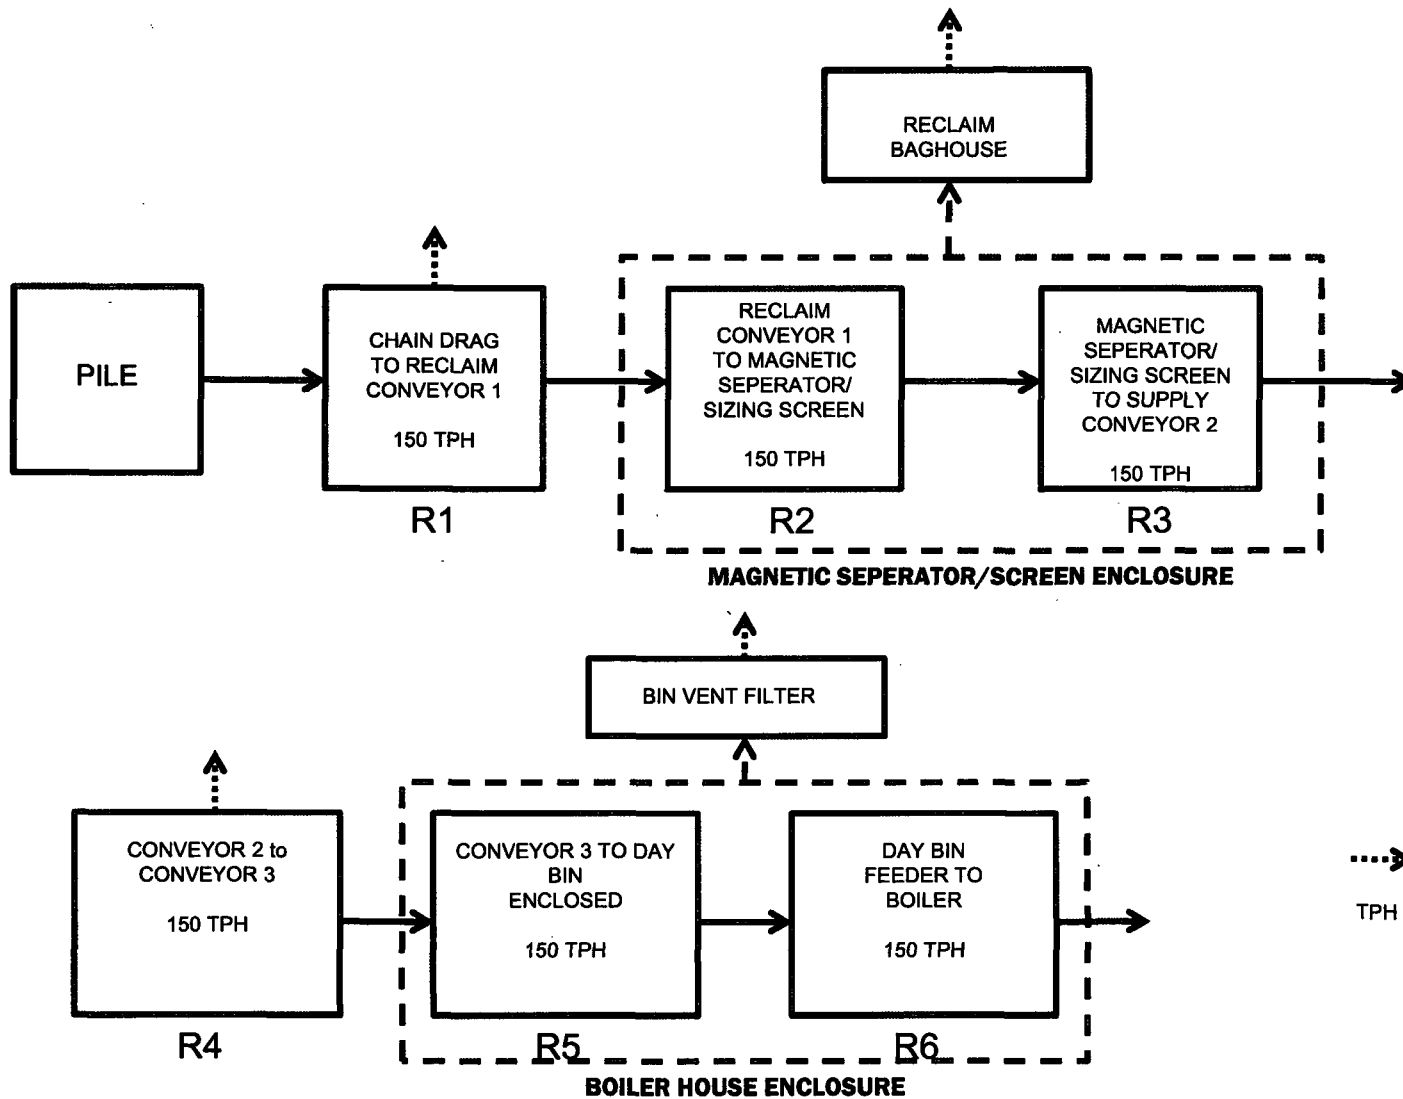 RECLAIM
BAGHOUSE
PILE
CHAIN DRAG
TO RECLAIM
CONVEYOR 1
150 TPH
R1
RECLAIM
CONVEYOR 1
TO MAGNETIC
SEPERATOR/
SIZING SCREEN
150 TPH
R2
MAGNETIC
SEPERATOR/
SIZING SCREEN
TO SUPPLY
CONVEYOR 2
150 TPH
R3
MAGNETIC SEPERATOR/SCREEN ENCLOSURE
BIN VENT FILTER
CONVEYOR 2 to
CONVEYOR 3
150 TPH
R4
CONVEYOR 3 TO DAY
BIN
ENCLOSED
150 TPH
R5
DAY BIN
FEEDER TO
BOILER
150 TPH
R6
BOILER HOUSE ENCLOSURE
TPH